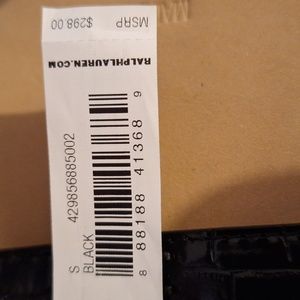 MSRP $298.00
RALPHLAUREN.COM
8 88188 41368 9
429856885002
S
BLACK